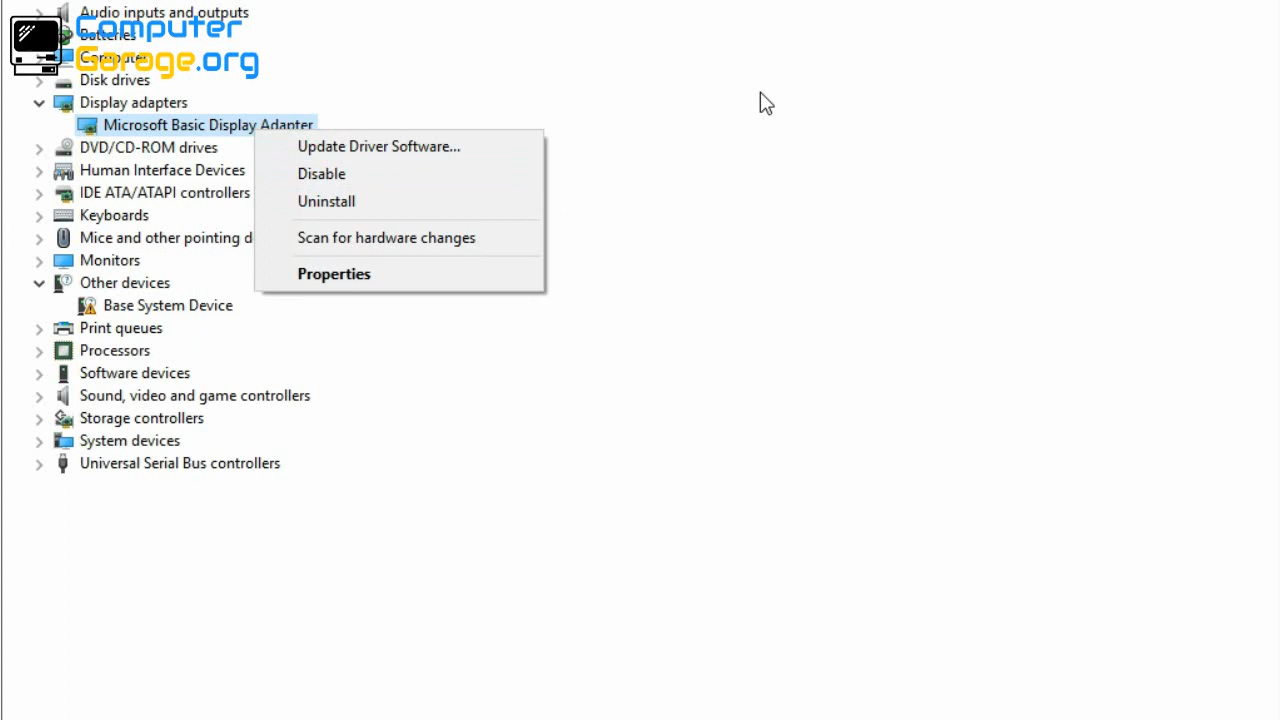 Audio inputs and outputs
Computer
Batteries
Computer
Garage.org
Disk drives
Display adapters
Microsoft Basic Display Adapter
Update Driver Software...
DVD/CD-ROM drives
Disable
Human Interface Devices
IDE ATA/ATAPI controllers
Uninstall
Keyboards
Mice and other pointing d
Scan for hardware changes
Monitors
Properties
Other devices
Base System Device
Print queues
Processors
Software devices
Sound, video and game controllers
Storage controllers
System devices
Universal Serial Bus controllers